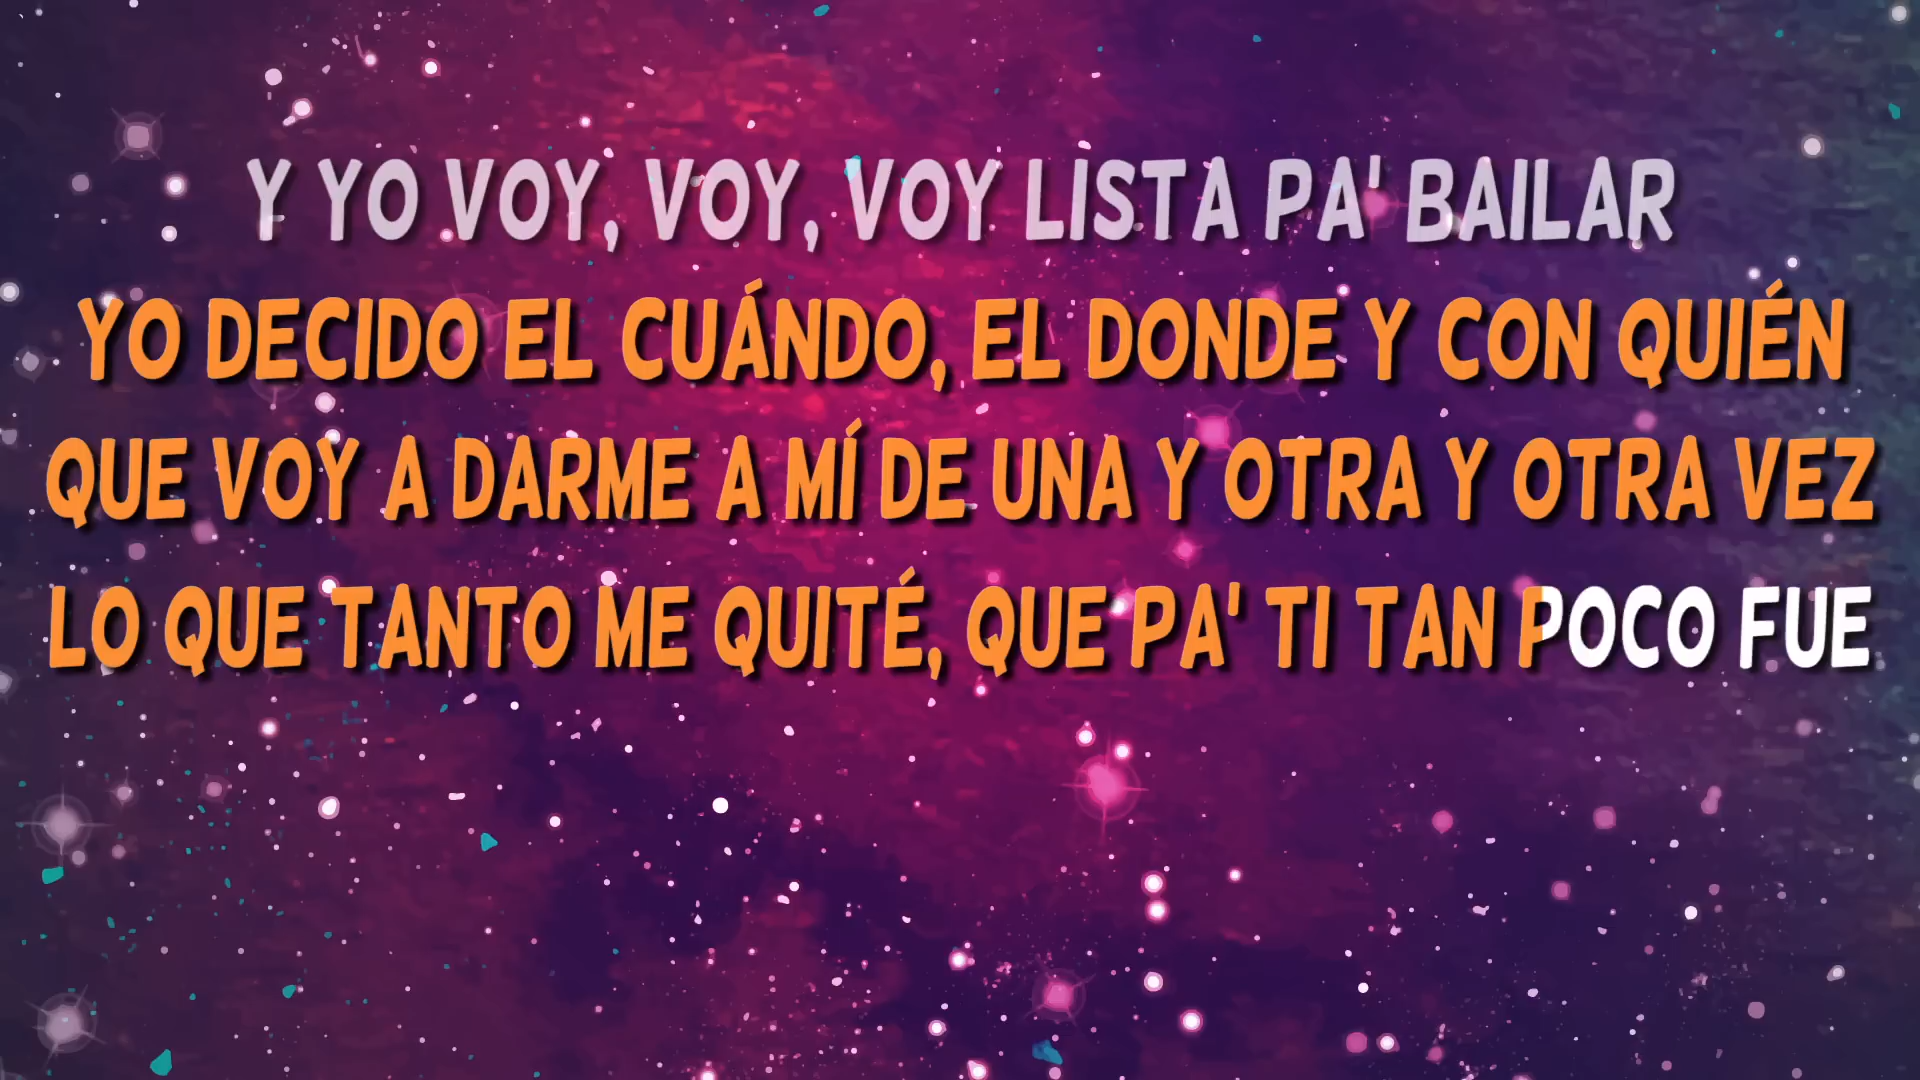 Y YO VOY, VOY, VOY LISTA PA' BAILAR
YO DECIDO EL CUÁNDO, EL DONDE Y CON QUIÉN
QUE VOY A DARME A MÍ DE UNA Y OTRA Y OTRA VEZ
LO QUE TANTO ME QUITÉ, QUE PA' TI TAN POCO FUE